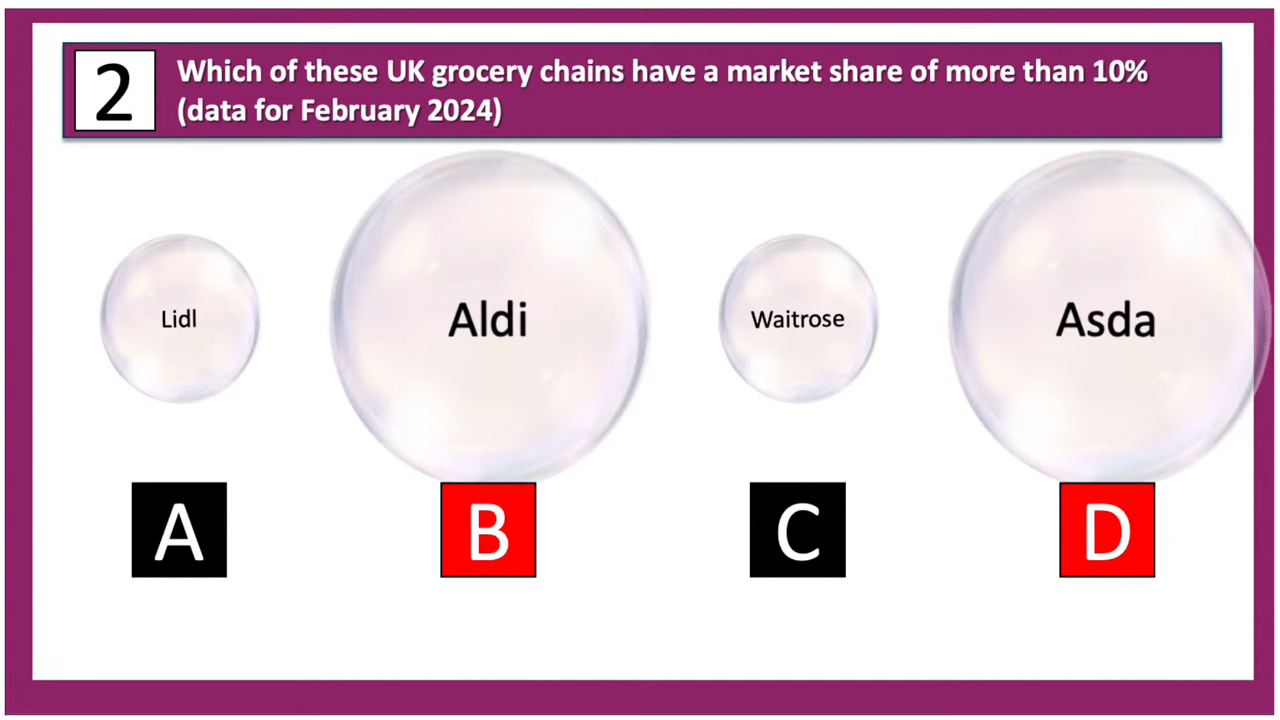 2
Which of these UK grocery chains have a market share of more than 10%
(data for February 2024)
Lidl
Aldi
Waitrose
Asda
A
B
C
D